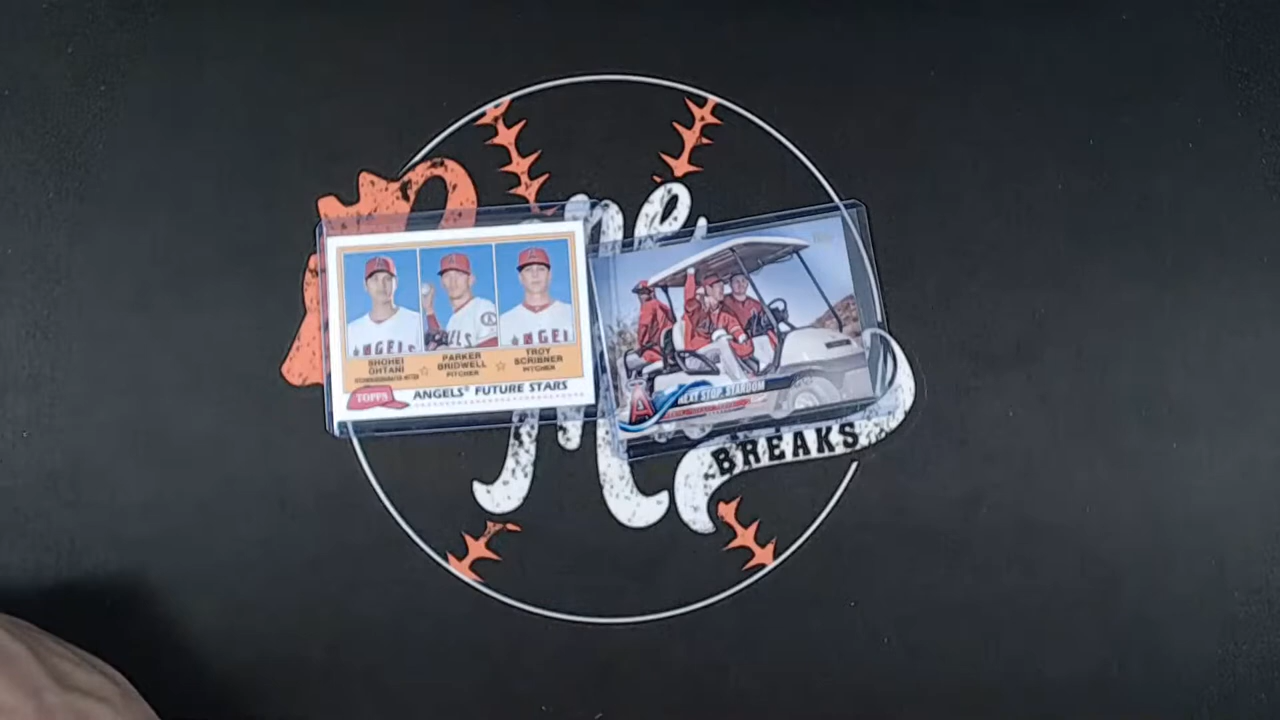 SHOHEI
OHTANI
PARKER
BRIDWELL
PITCHER
TROY
SCRIBNER
PITCHER
TOPPS
ANGELS' FUTURE STARS
NEXT STOP, STARDOM
BREAKS